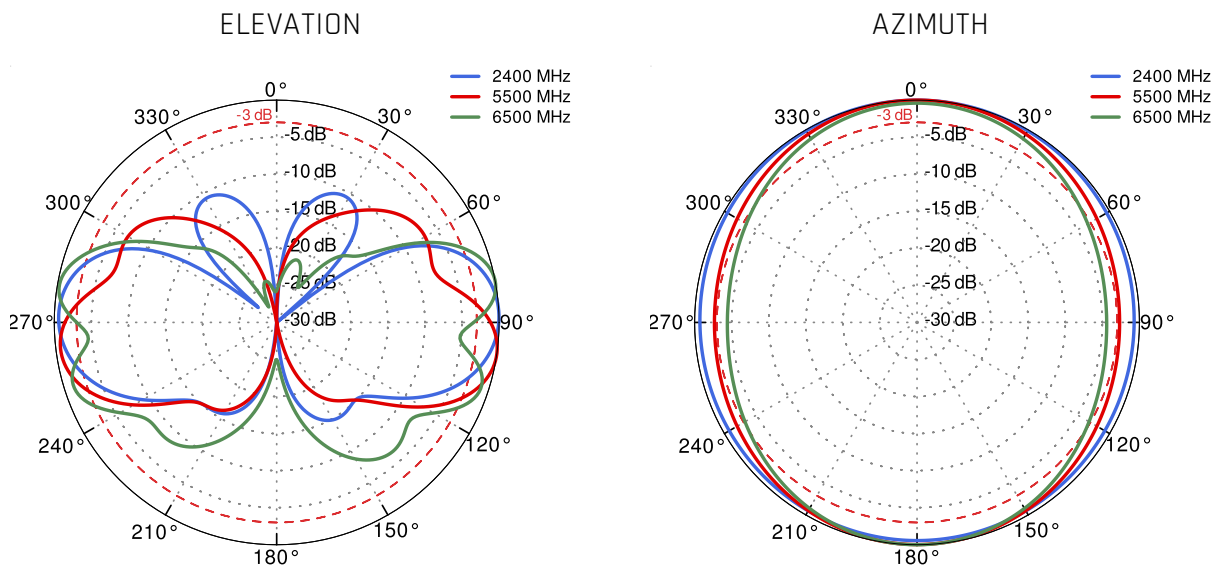 ELEVATION
2400 MHz
5500 MHz
6500 MHz
0°
-3 dB
330°
30°
-5 dB
-10 dB
300°
60°
-15 dB
-20 dB
-25 dB
270°
-30 dB
90°
240°
120°
210°
150°
180°
AZIMUTH
2400 MHz
5500 MHz
6500 MHz
0°
-3 dB
330°
30°
-5 dB
-10 dB
300°
60°
-15 dB
-20 dB
-25 dB
270°
-30 dB
90°
240°
120°
210°
150°
180°